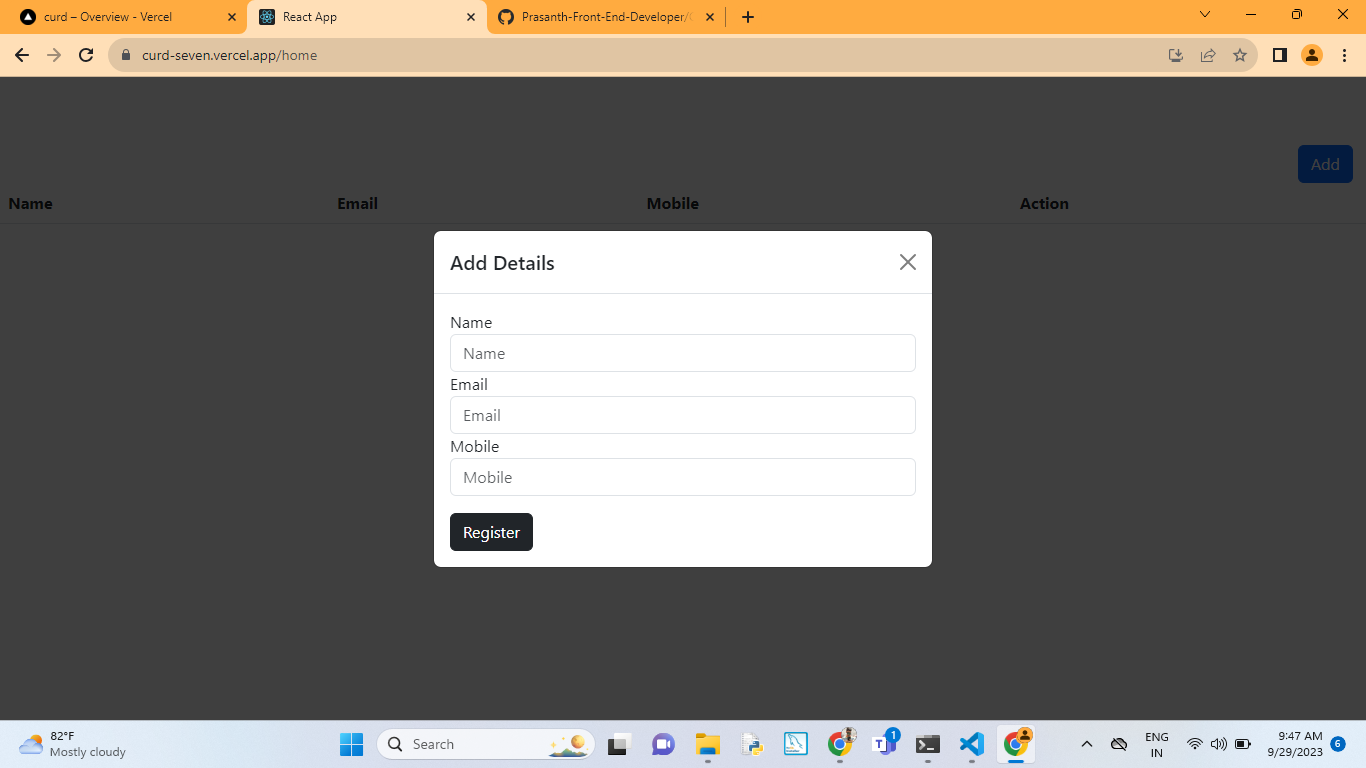 curd – Overview - Vercel
React App
Prasanth-Front-End-Developer/
curd-seven.vercel.app/home
Add
Name Email Mobile Action
Add Details
Name
Name
Email
Email
Mobile
Mobile
Register
82°F
Mostly cloudy
Search
1
ENG
IN
9:47 AM
9/29/2023
6